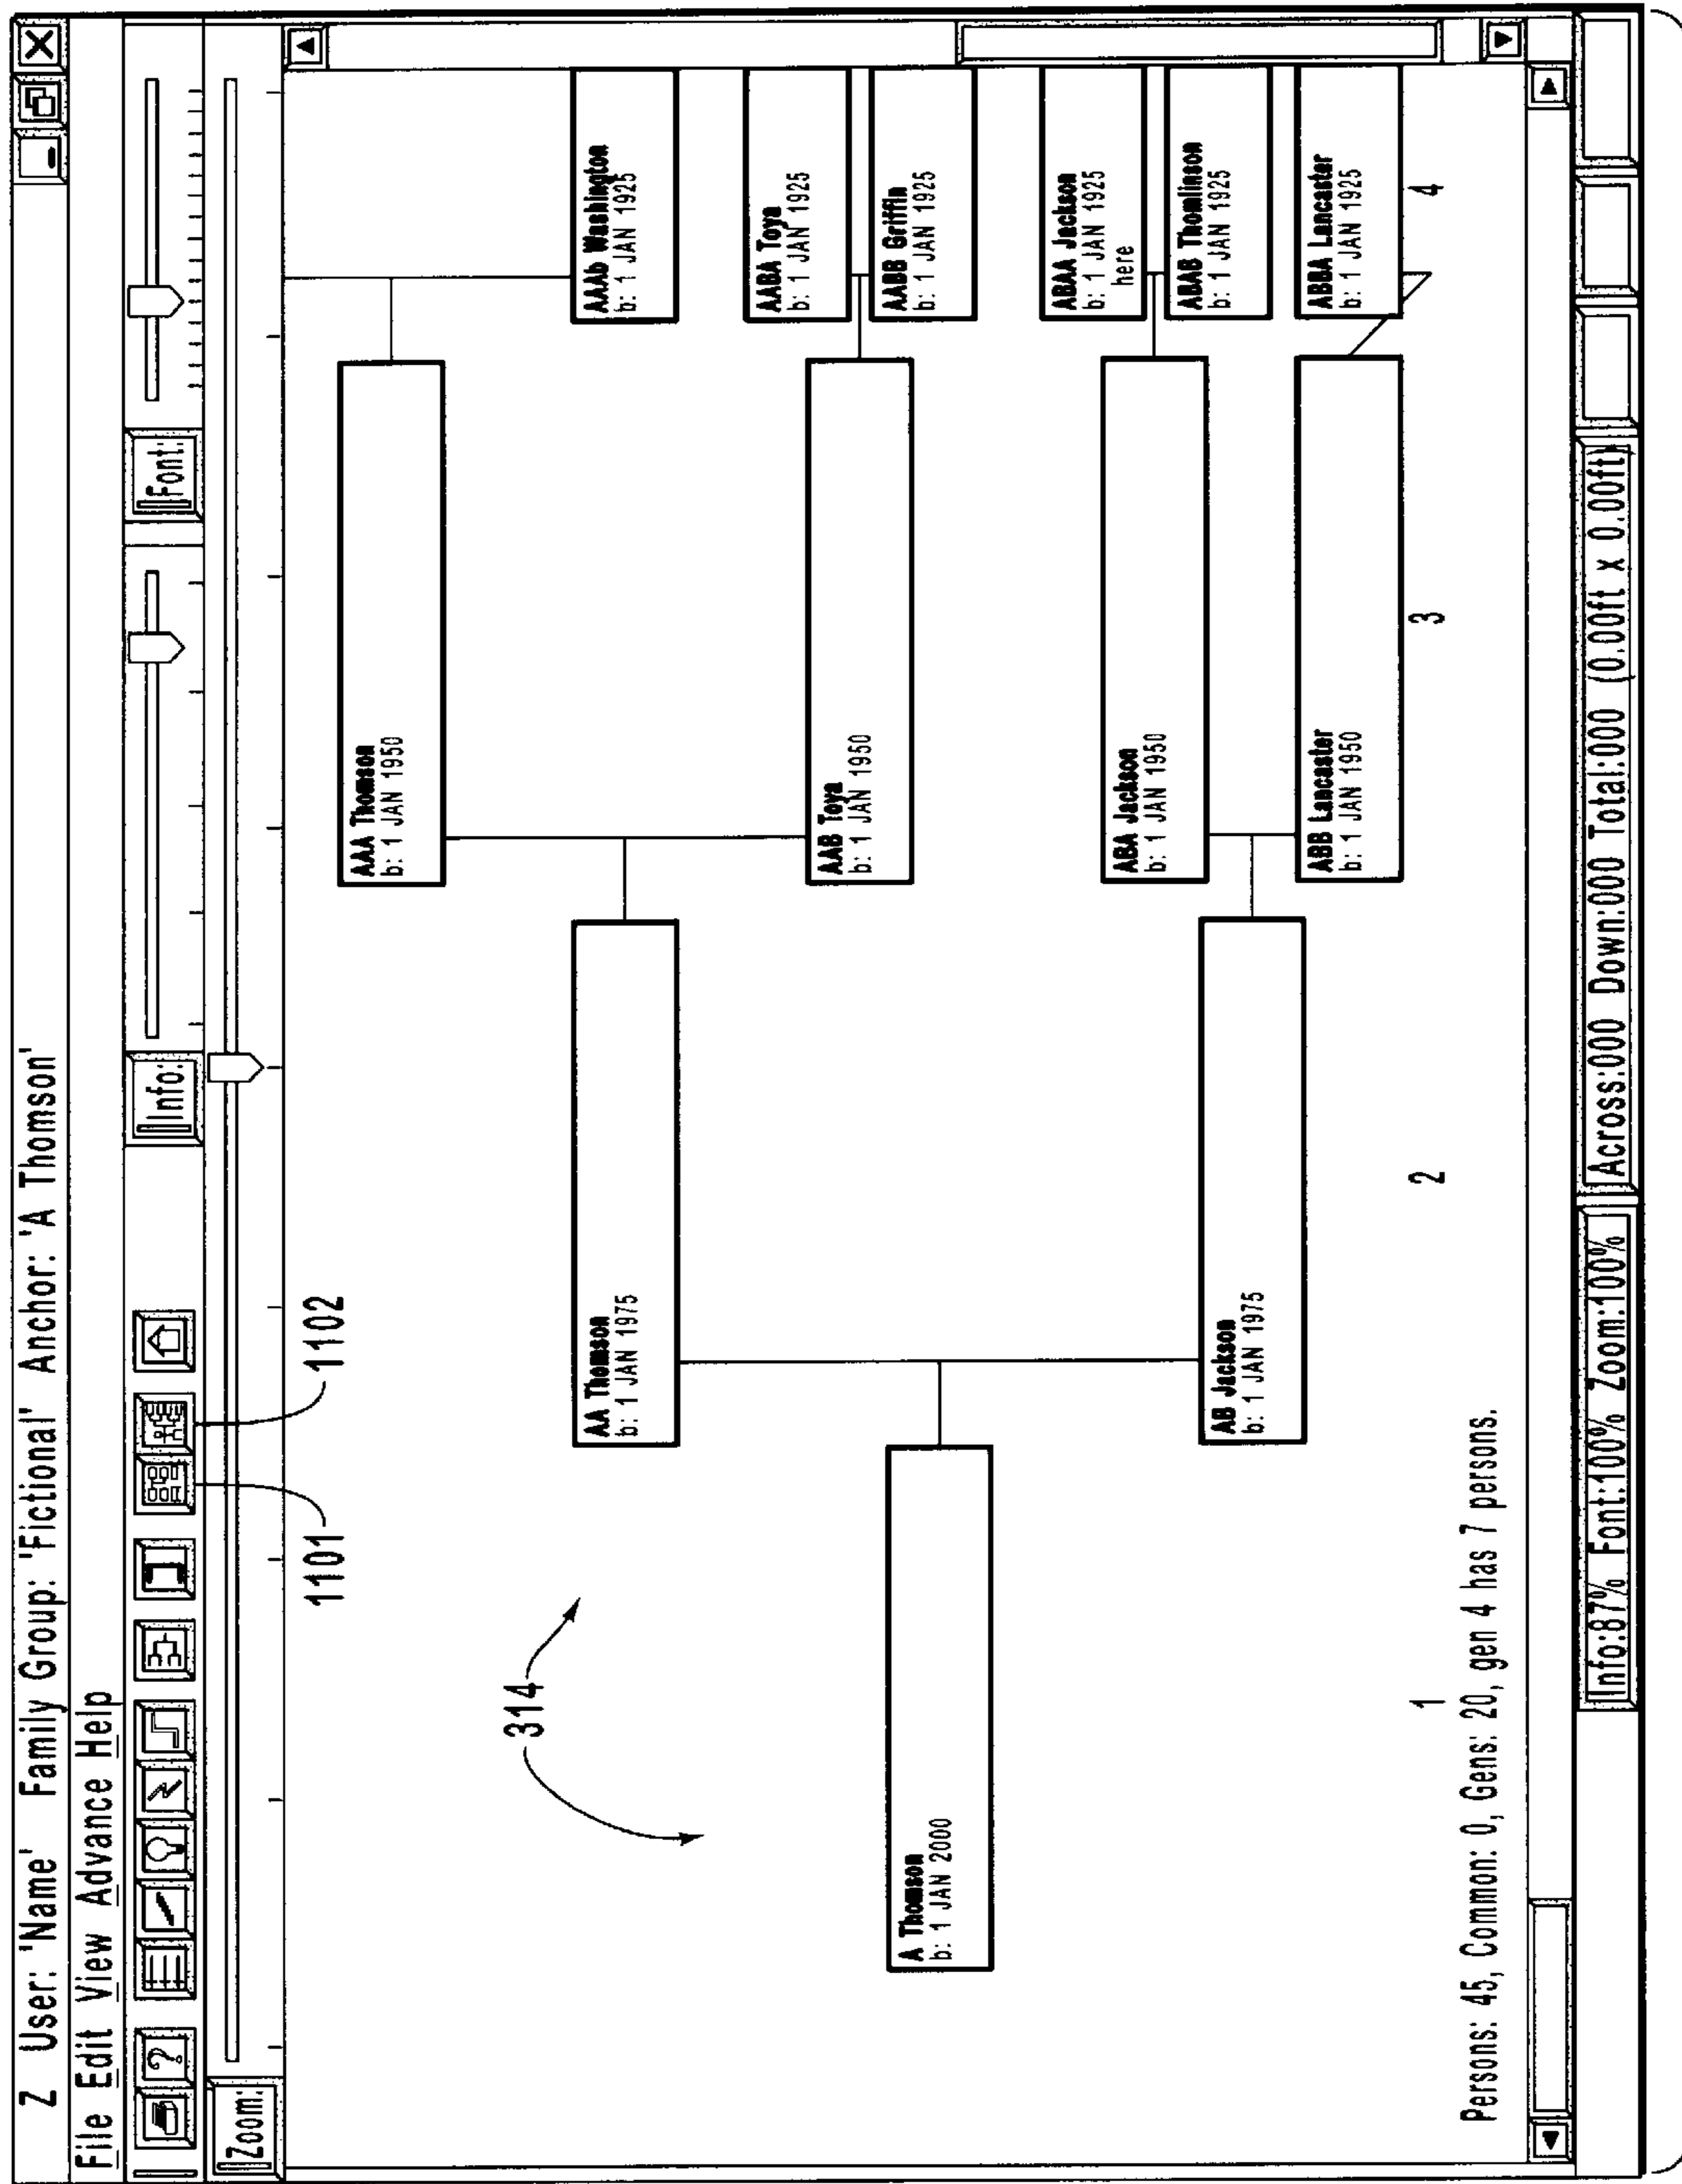 Z User: 'Name' Family Group: 'Fictional' Anchor: 'A Thomson'
File Edit View Advance Help
Info:
Font:
Zoom:
1101
1102
314
A Thomson
b: 1 JAN 2000
AA Thomson
b: 1 JAN 1975
AB Jackson
b: 1 JAN 1975
AAA Thomson
b: 1 JAN 1950
AAB Toya
b: 1 JAN 1950
ABA Jackson
b: 1 JAN 1950
ABB Lancaster
b: 1 JAN 1950
AAAb Washington
b: 1 JAN 1925
AABA Toya
b: 1 JAN 1925
AABB Griffin
b: 1 JAN 1925
ABAA Jackson
b: 1 JAN 1925
here
ABAB Thomlinson
b: 1 JAN 1925
ABBA Lancaster
b: 1 JAN 1925
1 2 3 4
Persons: 45, Common: 0, Gens: 20, gen 4 has 7 persons.
Info:87% Font:100% Zoom:100%
Across:000 Down:000 Total:000 (0.00ft x 0.00ft)